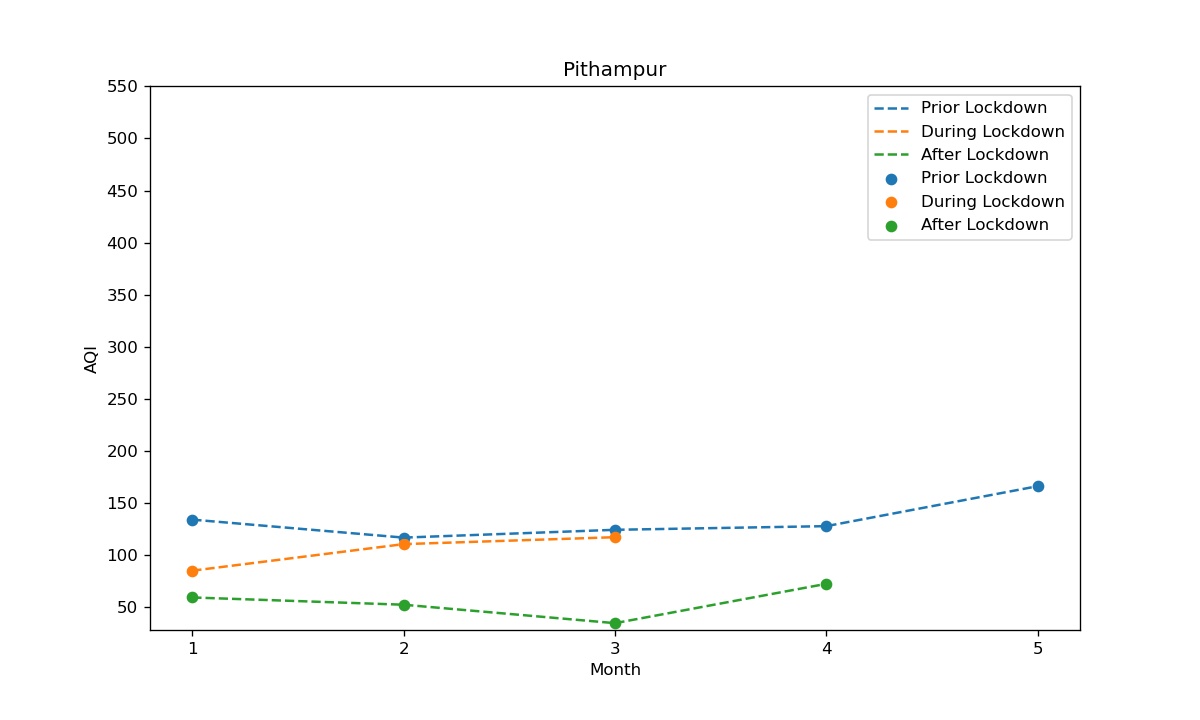 Pithampur
550
500
450
400
350
300
250
200
150
100
50
AQI
Prior Lockdown
During Lockdown
After Lockdown
Prior Lockdown
During Lockdown
After Lockdown
1 2 3 4 5
Month